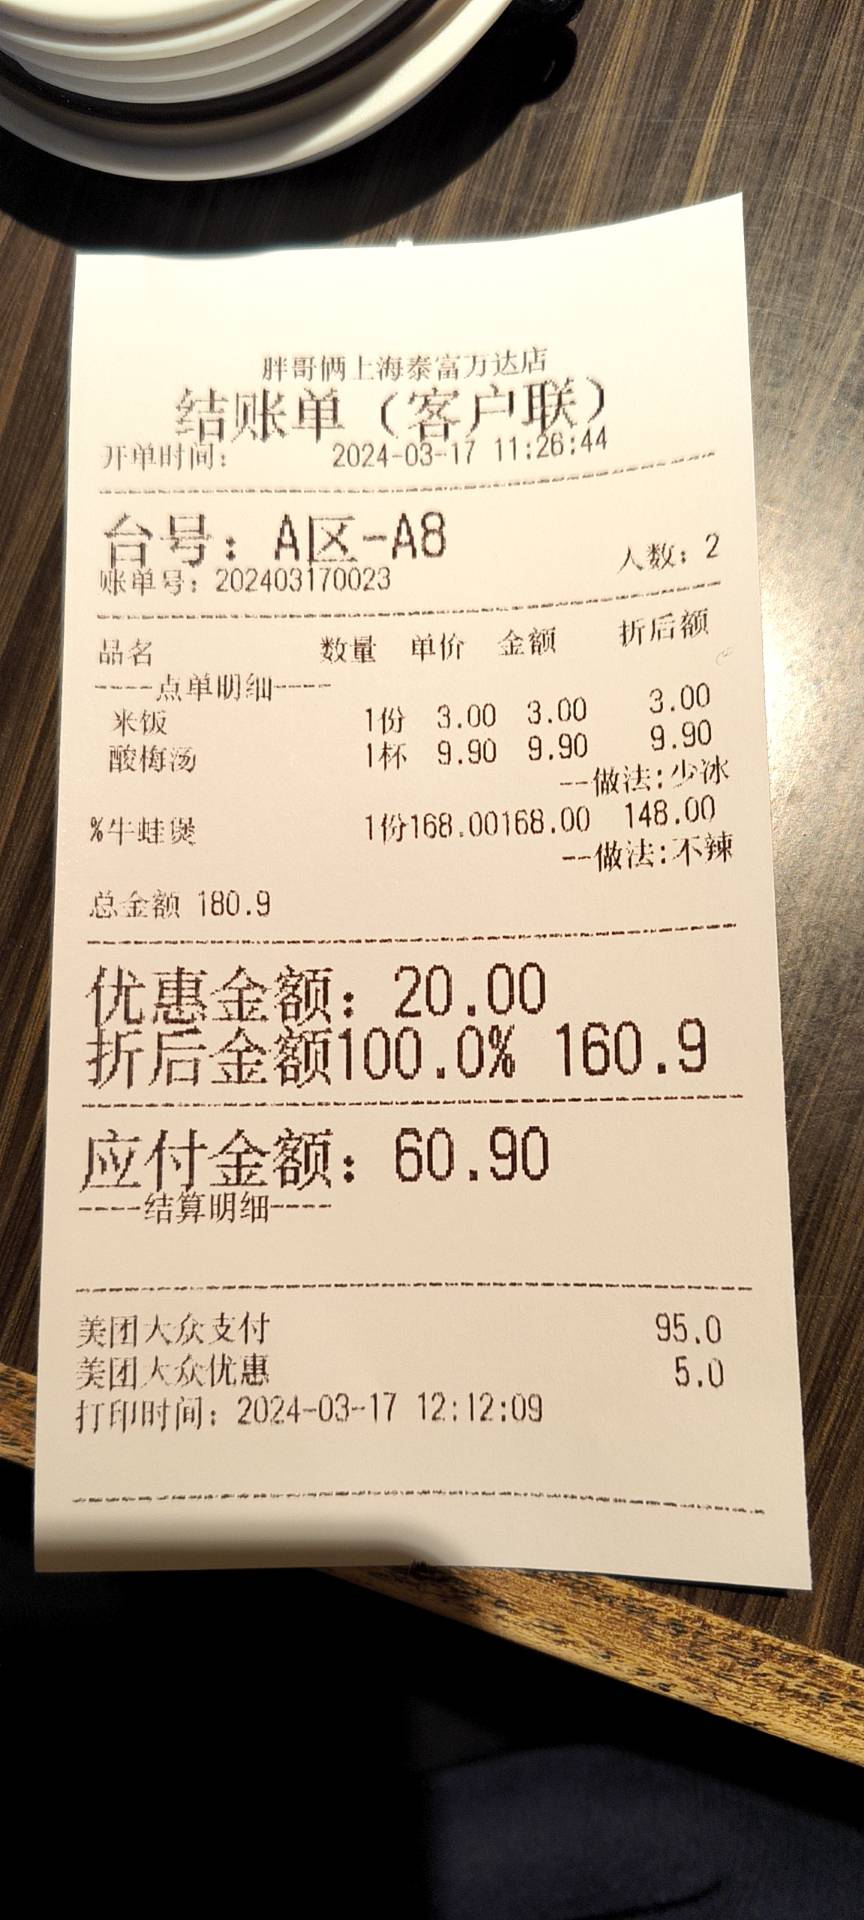 胖哥俩上海泰富万达店
结账单（客户联）
开单时间： 2024-03-17 11:26:44
台号：A区-A8 人数：2
账单号：202403170023
品名 数量 单价 金额 折后额
----点单明细----
米饭 1份 3.00 3.00 3.00
酸梅汤 1杯 9.90 9.90 9.90
--做法:少冰
%牛蛙煲 1份168.00168.00 148.00
--做法:不辣
总金额 180.9
优惠金额：20.00
折后金额100.0% 160.9
应付金额：60.90
----结算明细----
美团大众支付 95.0
美团大众优惠 5.0
打印时间：2024-03-17 12:12:09